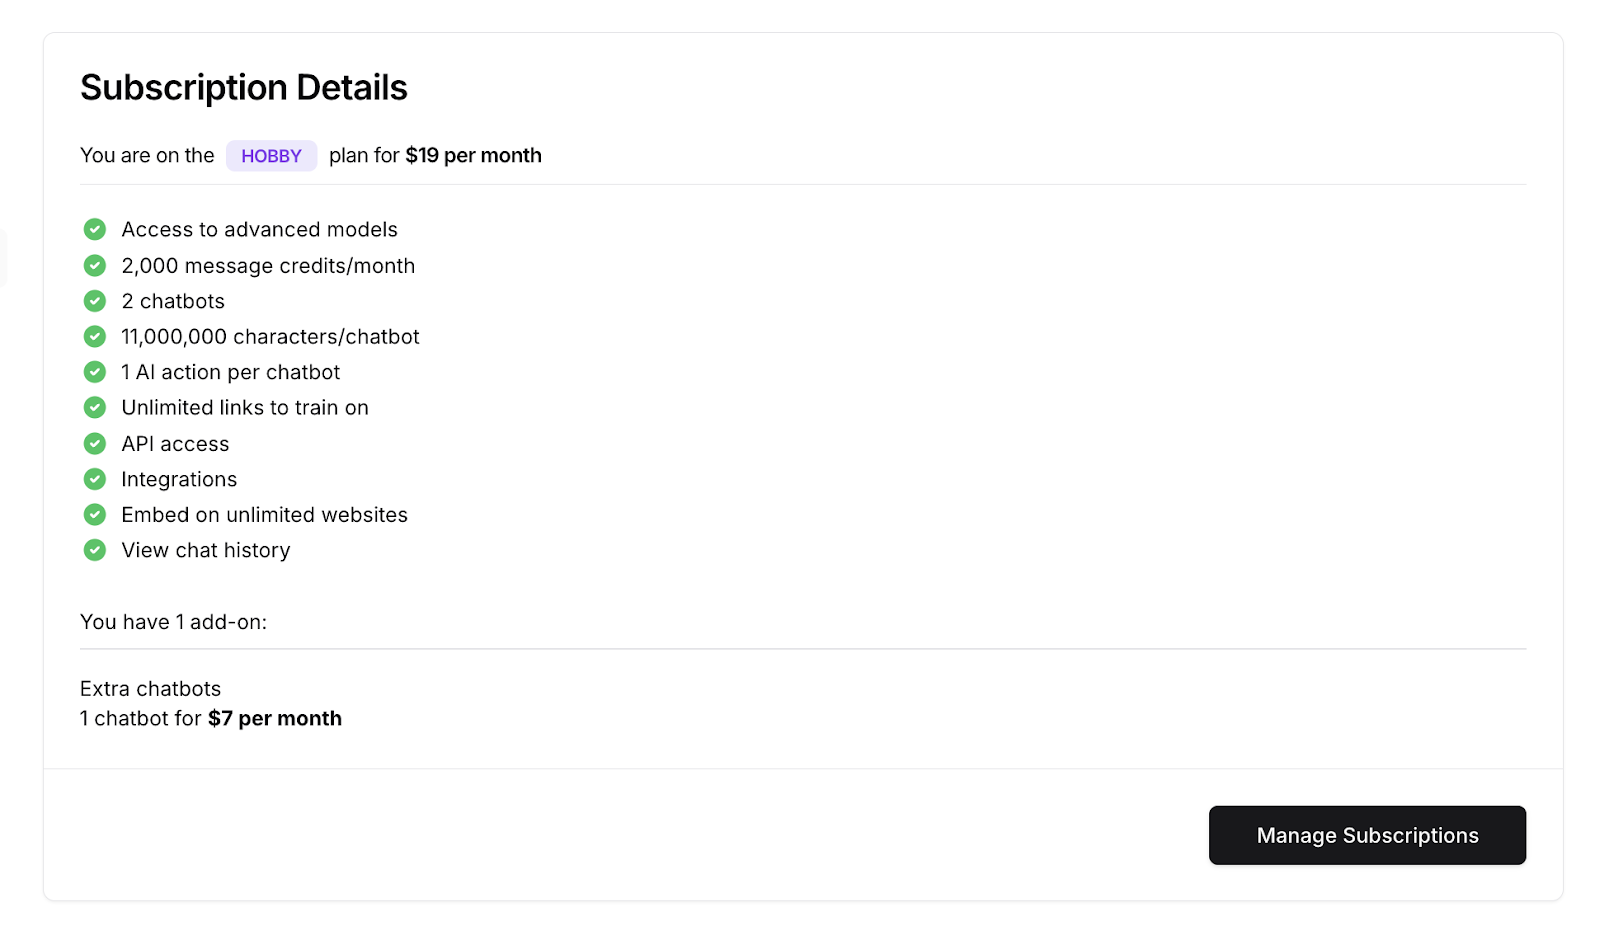 Subscription Details
You are on the HOBBY plan for $19 per month
Access to advanced models
2,000 message credits/month
2 chatbots
11,000,000 characters/chatbot
1 AI action per chatbot
Unlimited links to train on
API access
Integrations
Embed on unlimited websites
View chat history
You have 1 add-on:
Extra chatbots
1 chatbot for $7 per month
Manage Subscriptions